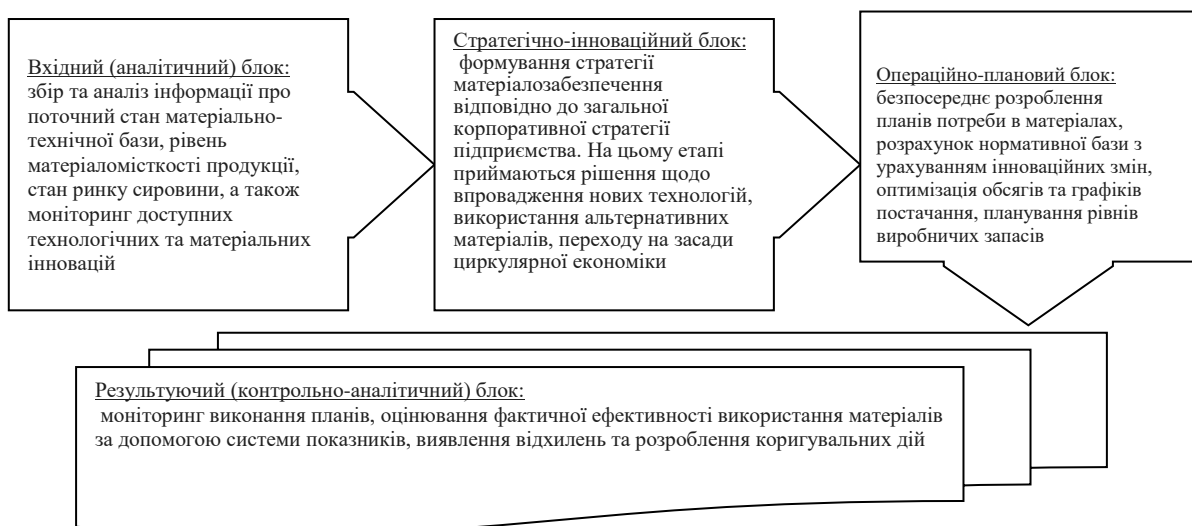 Вхідний (аналітичний) блок:
збір та аналіз інформації про
поточний стан матеріально-
технічної бази, рівень
матеріаломісткості продукції,
стан ринку сировини, а також
моніторинг доступних
технологічних та матеріальних
інновацій
Стратегічно-інноваційний блок:
формування стратегії
матеріалозабезпечення
відповідно до загальної
корпоративної стратегії
підприємства. На цьому етапі
приймаються рішення щодо
впровадження нових технологій,
використання альтернативних
матеріалів, переходу на засади
циркулярної економіки
Операційно-плановий блок:
безпосереднє розроблення
планів потреби в матеріалах,
розрахунок нормативної бази з
урахуванням інноваційних змін,
оптимізація обсягів та графіків
постачання, планування рівнів
виробничих запасів
Результуючий (контрольно-аналітичний) блок:
моніторинг виконання планів, оцінювання фактичної ефективності використання матеріалів
за допомогою системи показників, виявлення відхилень та розроблення коригувальних дій